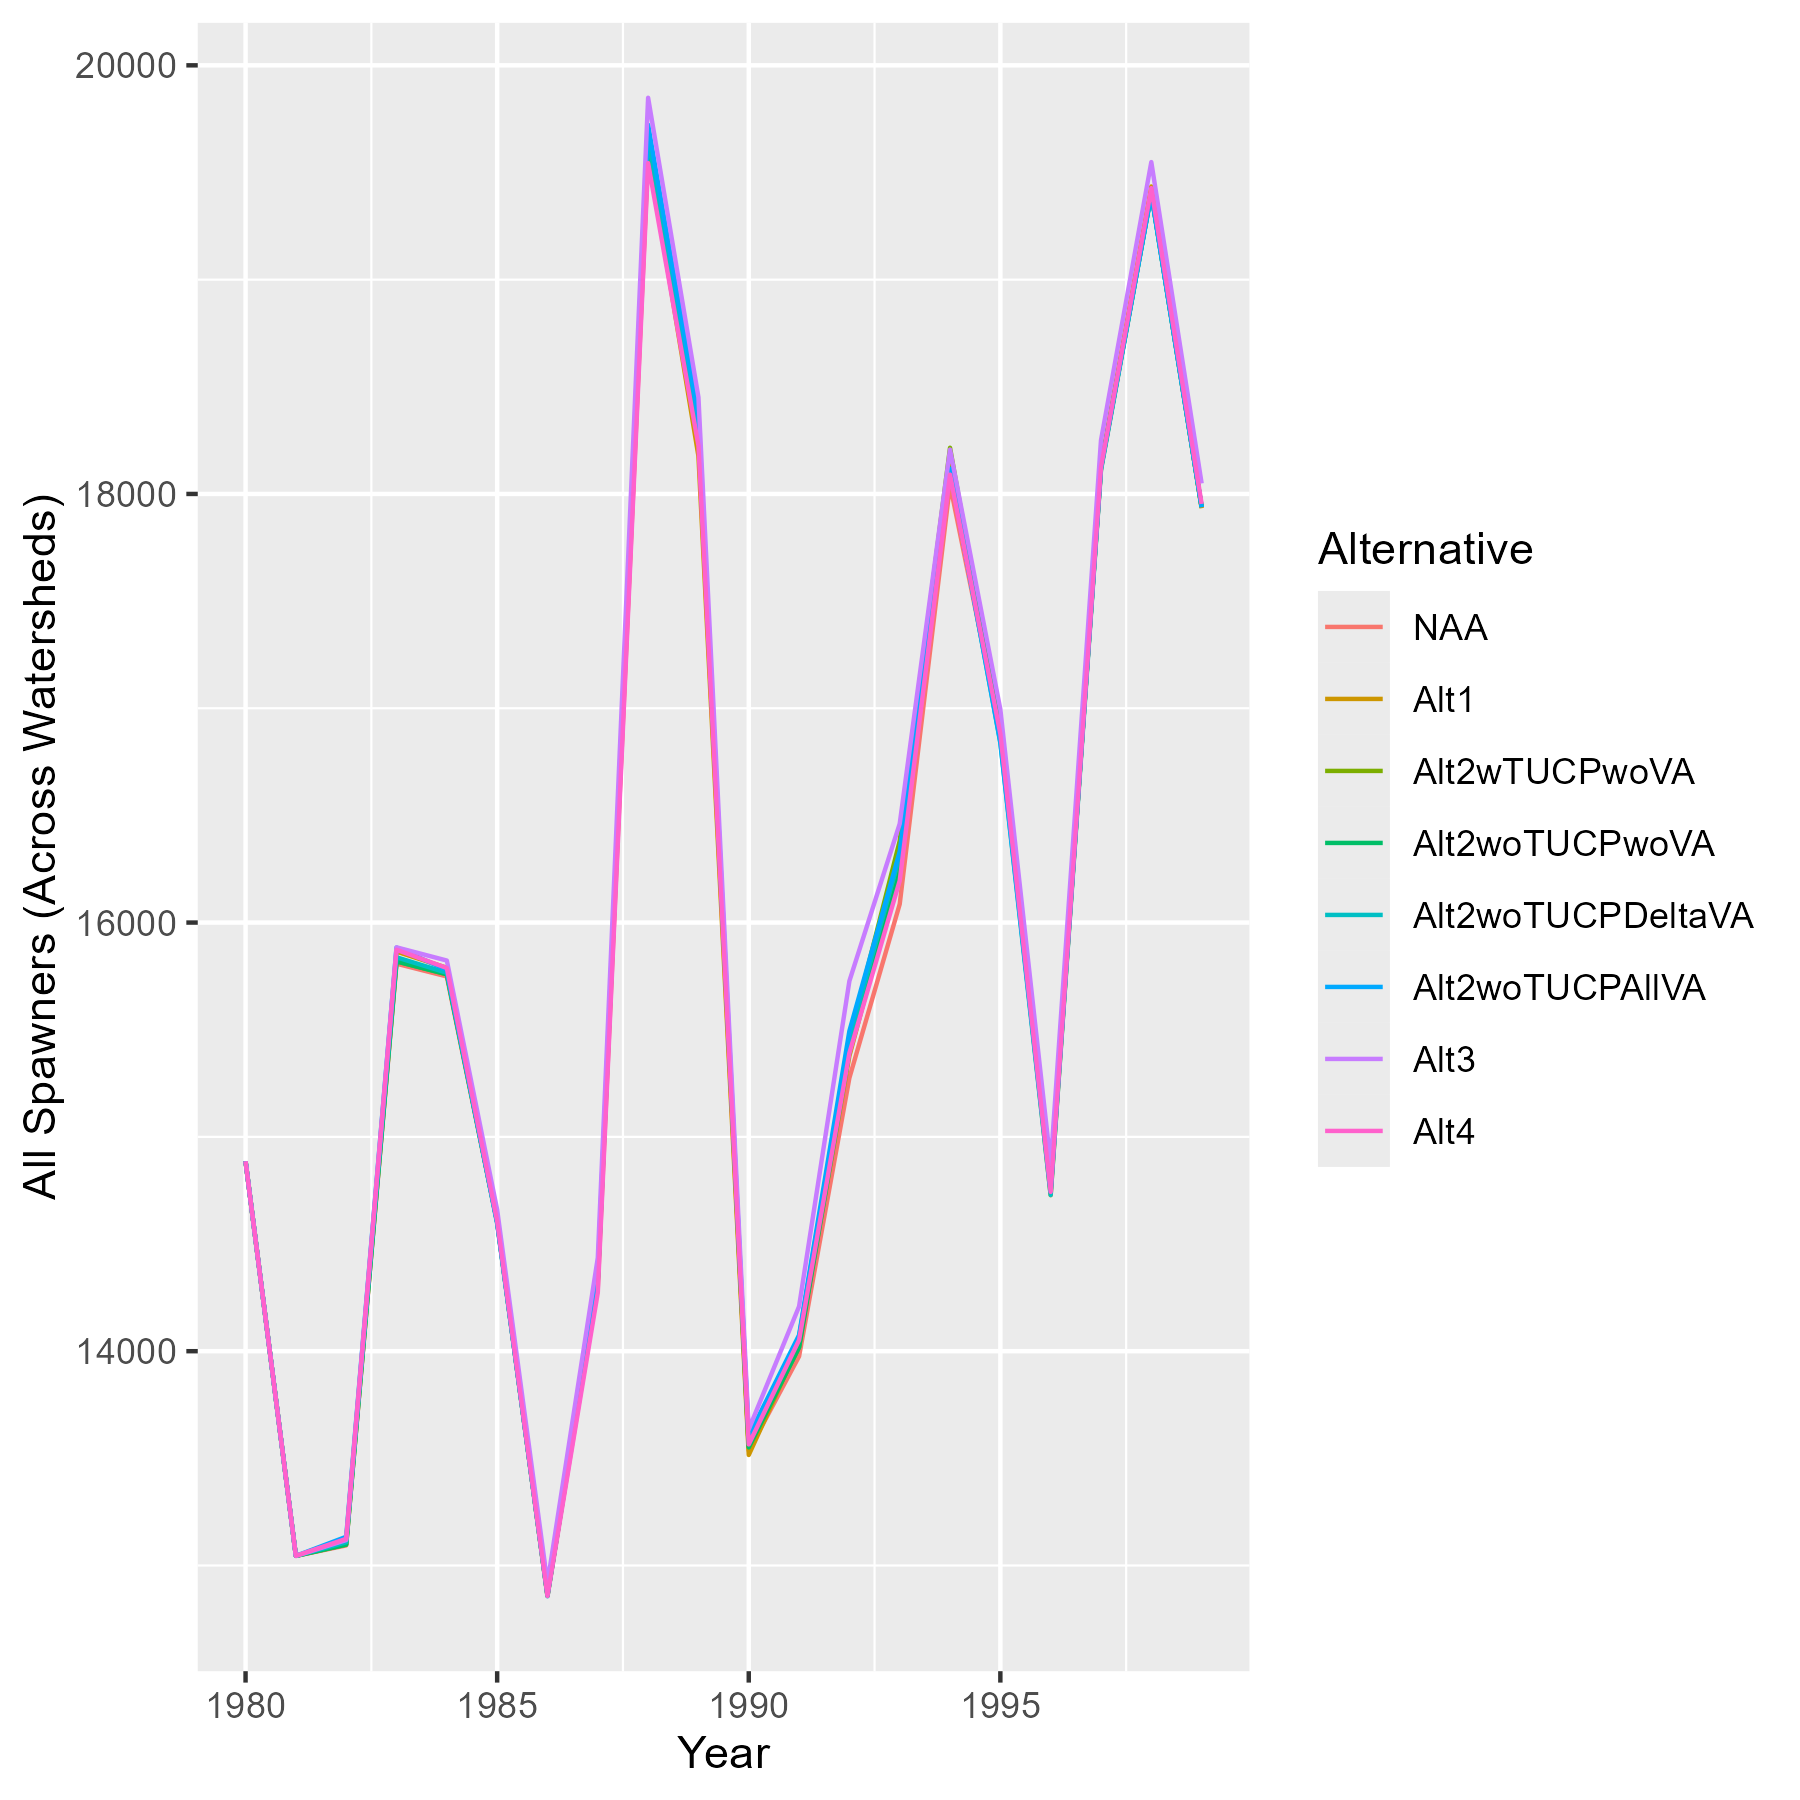 All Spawners (Across Watersheds)
20000
18000
16000
14000
1980
1985
1990
1995
Year
Alternative
NAA
Alt1
Alt2wTUCPwoVA
Alt2woTUCPwoVA
Alt2woTUCPDeltaVA
Alt2woTUCPAllVA
Alt3
Alt4